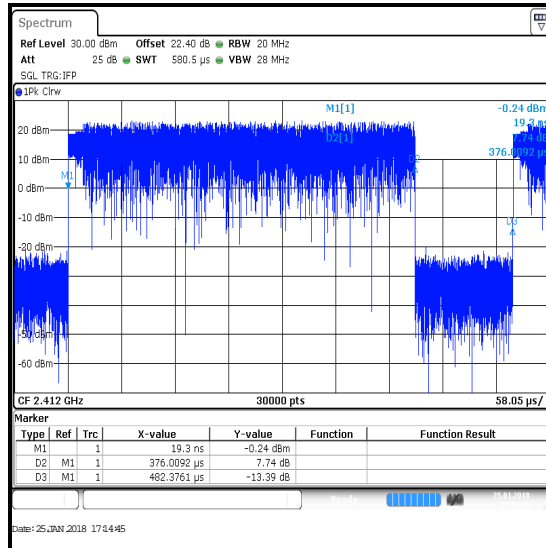 Spectrum
Ref Level 30.00 dBm Offset 22.40 dB RBW 20 MHz
Att 25 dB SWT 580.5 µs VBW 28 MHz
SGL TRG:IFP
1Pk Clrw
M1[1] -0.24 dBm
19.3 ns
20 dBm
D2[1] 7.74 dB
376.0092 µs
10 dBm
D2
M1
0 dBm
-10 dBm
D3
-20 dBm
-50 dBm
-60 dBm
CF 2.412 GHz 30000 pts 58.05 µs/
Marker
Type Ref Trc X-value Y-value Function Function Result
M1 1 19.3 ns -0.24 dBm
D2 M1 1 376.0092 µs 7.74 dB
D3 M1 1 482.3761 µs -13.39 dB
Ready 25.01.2018
Date: 25.JAN.2018 17:14:45